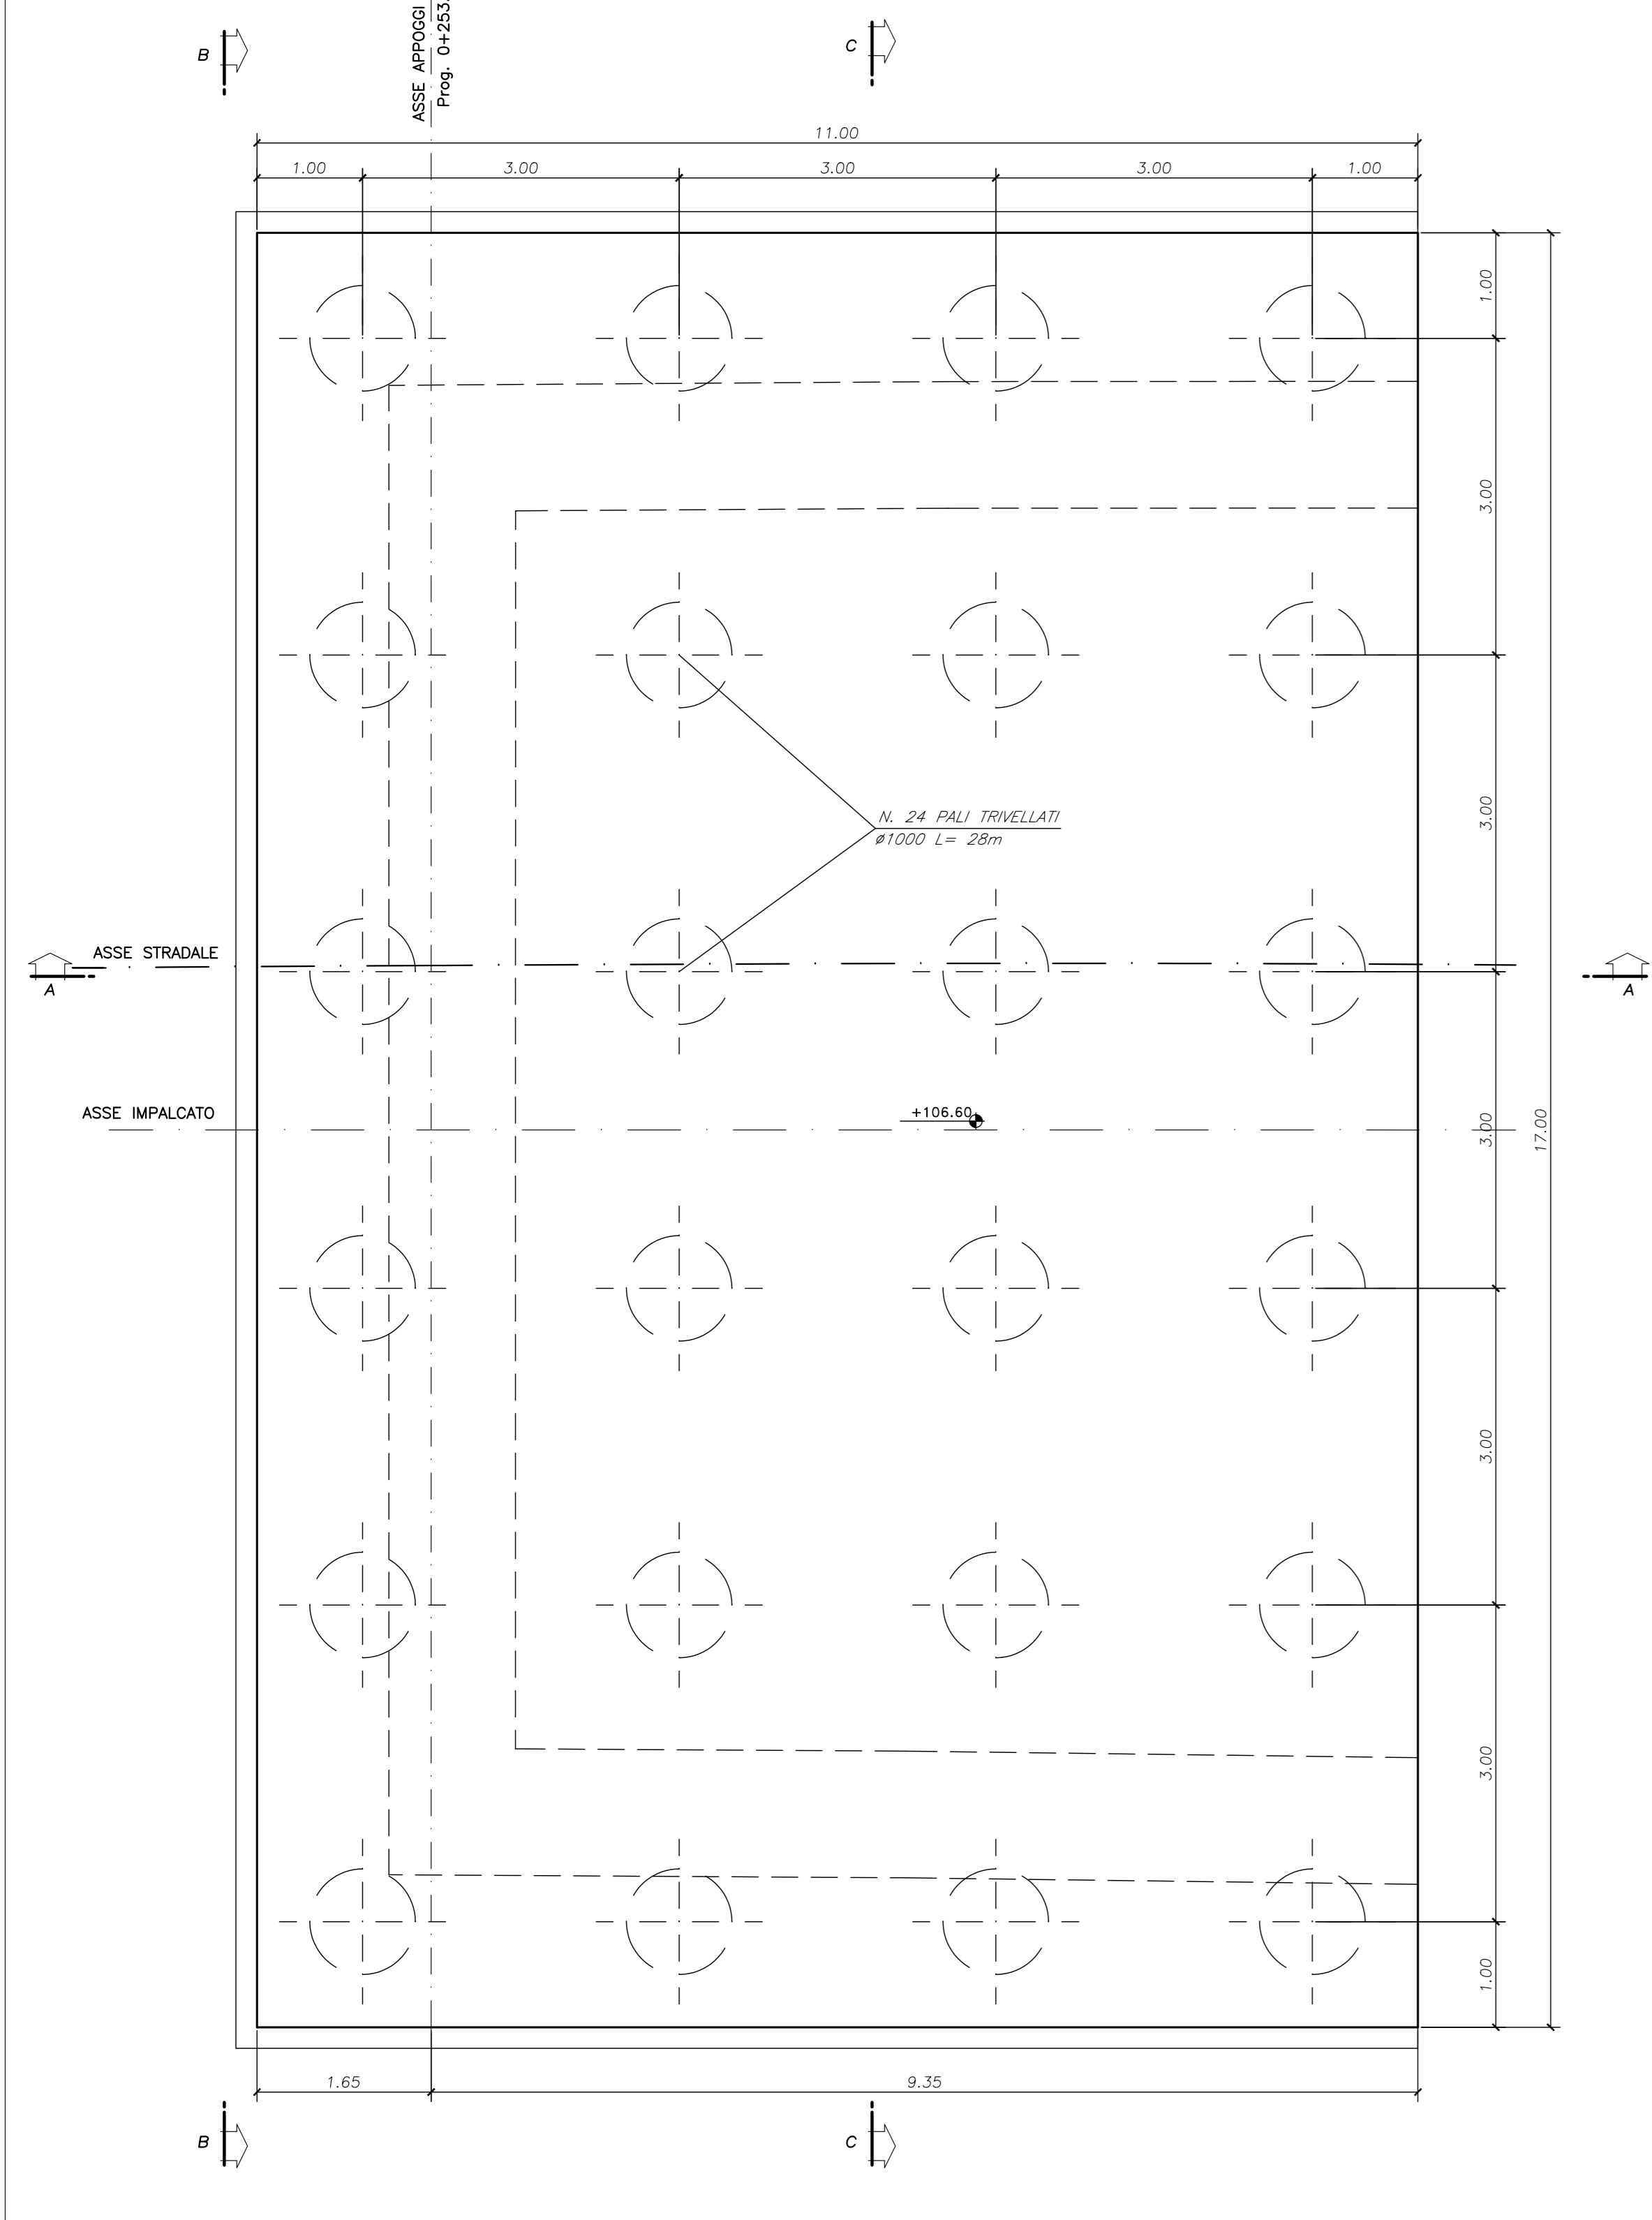 ASSE APPOGGI
Prog. 0+253.
B
C
11.00
1.00
3.00
3.00
3.00
1.00
1.00
3.00
3.00
N. 24 PALI TRIVELLATI
ø1000 L= 28m
ASSE STRADALE
A
A
ASSE IMPALCATO
+106.60
3.00
17.00
3.00
3.00
1.00
1.65
9.35
B
C